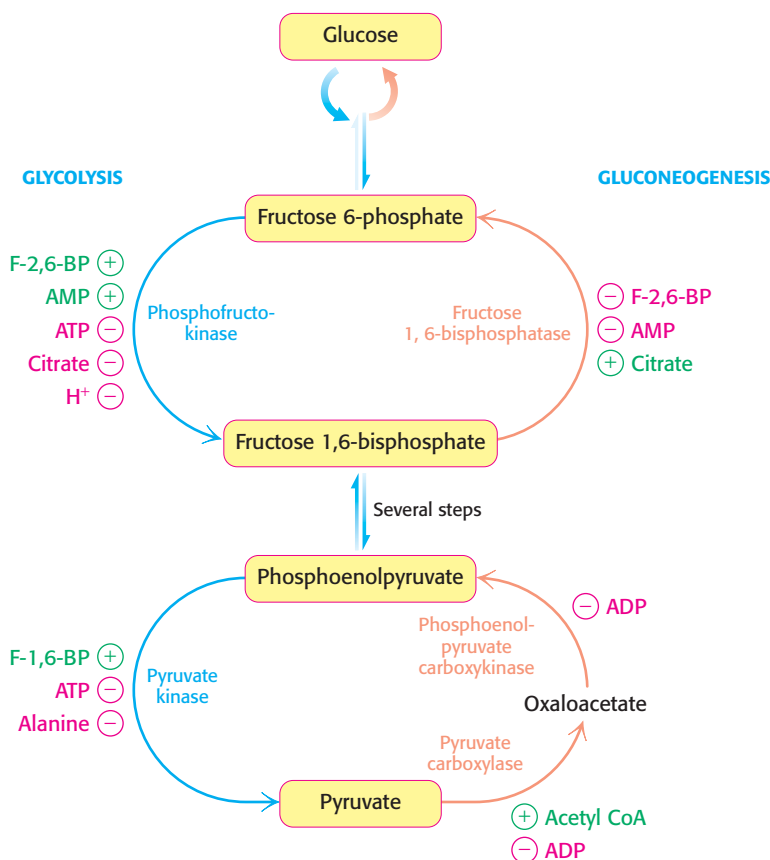 Glucose
GLYCOLYSIS
GLUCONEOGENESIS
Fructose 6-phosphate
F-2,6-BP +
AMP +
ATP −
Citrate −
H⁺ −
Phosphofructo-
kinase
Fructose
1, 6-bisphosphatase
− F-2,6-BP
− AMP
+ Citrate
Fructose 1,6-bisphosphate
Several steps
Phosphoenolpyruvate
− ADP
F-1,6-BP +
ATP −
Alanine −
Pyruvate
kinase
Phosphoenol-
pyruvate
carboxykinase
Oxaloacetate
Pyruvate
carboxylase
Pyruvate
+ Acetyl CoA
− ADP